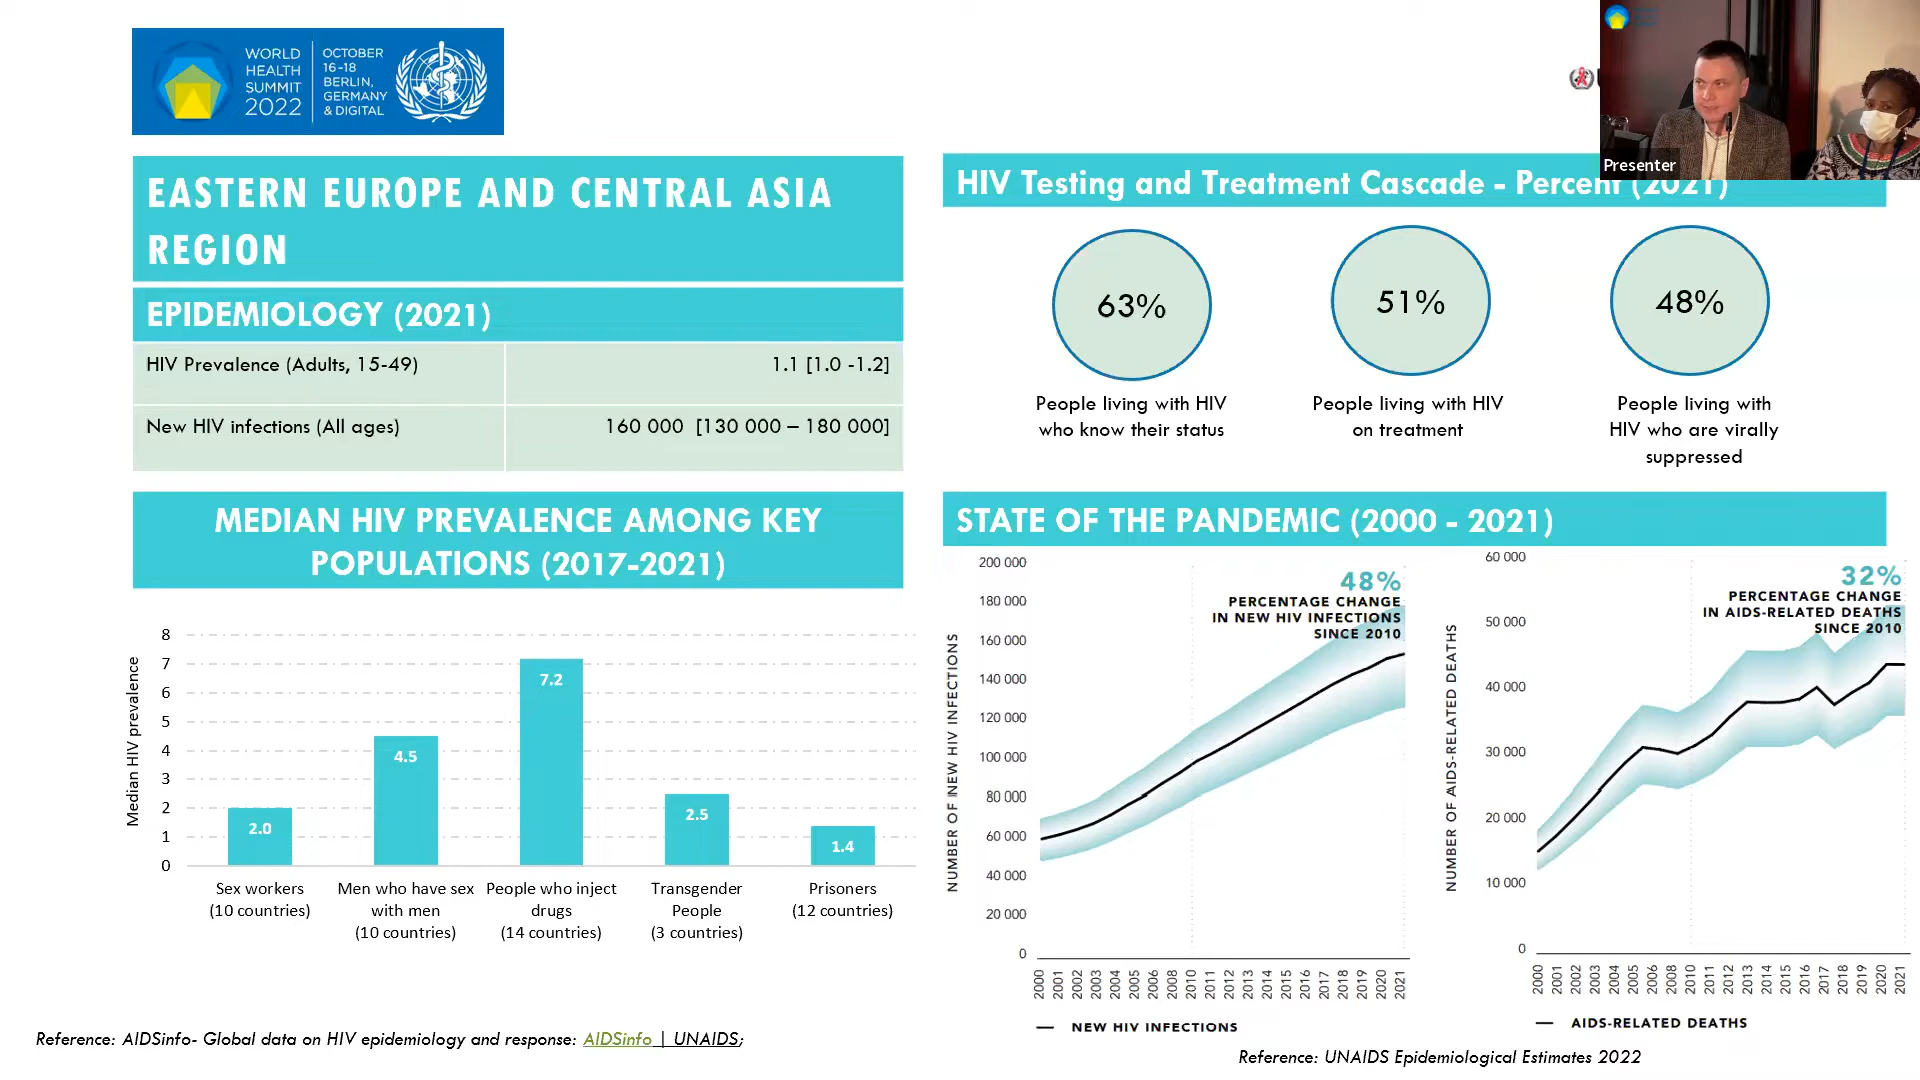 WORLD
HEALTH
SUMMIT
2022
OCTOBER
16-18
BERLIN,
GERMANY
& DIGITAL
Presenter
EASTERN EUROPE AND CENTRAL ASIA
REGION
EPIDEMIOLOGY (2021)
HIV Prevalence (Adults, 15-49) 1.1 [1.0 -1.2]
New HIV infections (All ages) 160 000 [130 000 – 180 000]
HIV Testing and Treatment Cascade - Percent (2021)
63%
People living with HIV
who know their status
51%
People living with HIV
on treatment
48%
People living with
HIV who are virally
suppressed
MEDIAN HIV PREVALENCE AMONG KEY
POPULATIONS (2017-2021)
Median HIV prevalence
8
7
6
5
4
3
2
1
0
2.0
4.5
7.2
2.5
1.4
Sex workers
(10 countries)
Men who have sex
with men
(10 countries)
People who inject
drugs
(14 countries)
Transgender
People
(3 countries)
Prisoners
(12 countries)
STATE OF THE PANDEMIC (2000 - 2021)
NUMBER OF NEW HIV INFECTIONS
200 000
180 000
160 000
140 000
120 000
100 000
80 000
60 000
40 000
20 000
0
48%
PERCENTAGE CHANGE
IN NEW HIV INFECTIONS
SINCE 2010
2000 2001 2002 2003 2004 2005 2006 2008 2010 2011 2012 2013 2014 2015 2016 2017 2018 2019 2020 2021
NEW HIV INFECTIONS
NUMBER OF AIDS-RELATED DEATHS
60 000
50 000
40 000
30 000
20 000
10 000
0
32%
PERCENTAGE CHANGE
IN AIDS-RELATED DEATHS
SINCE 2010
2000 2001 2002 2003 2004 2005 2006 2008 2010 2011 2012 2013 2014 2015 2016 2017 2018 2019 2020 2021
AIDS-RELATED DEATHS
Reference: AIDSinfo- Global data on HIV epidemiology and response: AIDSinfo | UNAIDS;
Reference: UNAIDS Epidemiological Estimates 2022